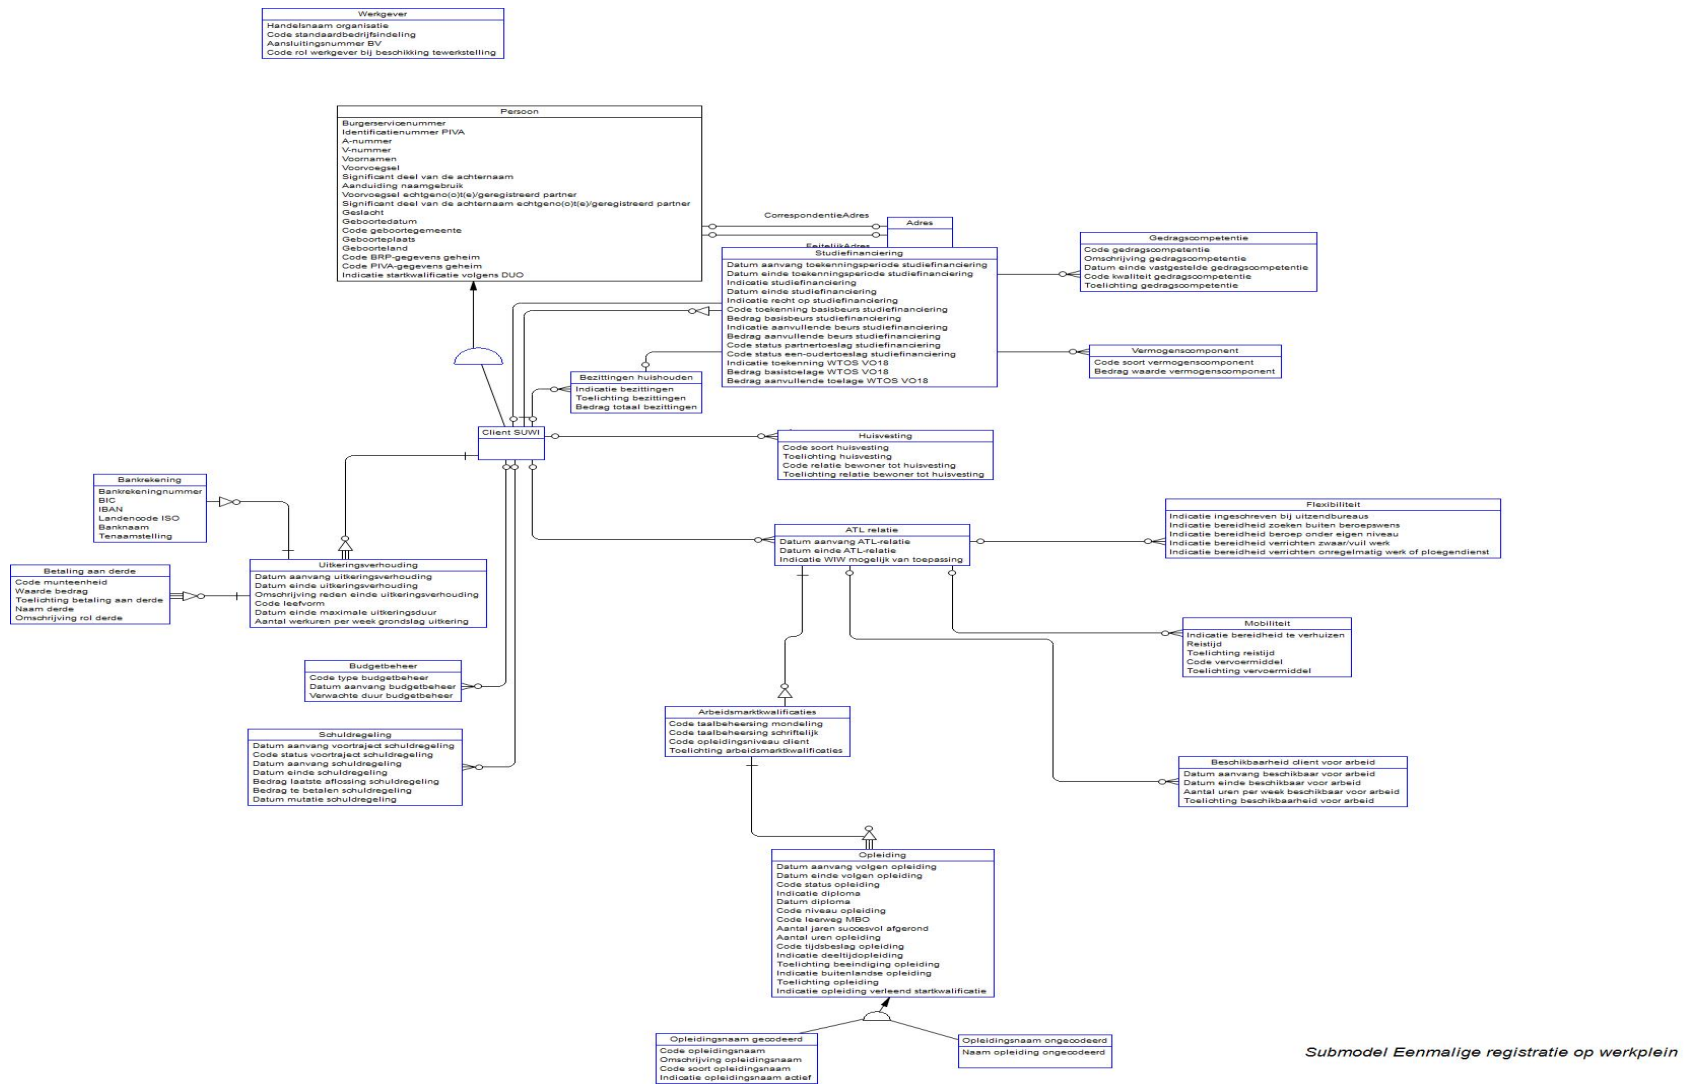 Werkgever
Handelsnaam organisatie
Code standaardbedrijfsindeling
Aansluitingsnummer BV
Code rol werkgever bij beschikking tewerkstelling
Persoon
Burgerservicenummer
Identificatienummer PIVA
A-nummer
V-nummer
Voornamen
Voorvoegsel
Significant deel van de achternaam
Aanduiding naamgebruik
Voorvoegsel echtgeno(o)t(e)/geregistreerd partner
Significant deel van de achternaam echtgeno(o)t(e)/geregistreerd partner
Geslacht
Geboortedatum
Code geboortegemeente
Geboorteplaats
Geboorteland
Code BRP-gegevens geheim
Code PIVA-gegevens geheim
Indicatie startkwalificatie volgens DUO
CorrespondentieAdres
Adres
FeitelijkAdres
Studiefinanciering
Datum aanvang toekenningsperiode studiefinanciering
Datum einde toekenningsperiode studiefinanciering
Indicatie studiefinanciering
Datum einde studiefinanciering
Indicatie recht op studiefinanciering
Code toekenning basisbeurs studiefinanciering
Bedrag basisbeurs studiefinanciering
Indicatie aanvullende beurs studiefinanciering
Bedrag aanvullende beurs studiefinanciering
Code status partnertoeslag studiefinanciering
Code status een-oudertoeslag studiefinanciering
Indicatie toekenning WTOS VO18
Bedrag basistoelage WTOS VO18
Bedrag aanvullende toelage WTOS VO18
Gedragscompetentie
Code gedragscompetentie
Omschrijving gedragscompetentie
Datum einde vastgestelde gedragscompetentie
Code kwaliteit gedragscompetentie
Toelichting gedragscompetentie
Vermogenscomponent
Code soort vermogenscomponent
Bedrag waarde vermogenscomponent
Bezittingen huishouden
Indicatie bezittingen
Toelichting bezittingen
Bedrag totaal bezittingen
Client SUWI
Huisvesting
Code soort huisvesting
Toelichting huisvesting
Code relatie bewoner tot huisvesting
Toelichting relatie bewoner tot huisvesting
Bankrekening
Bankrekeningnummer
BIC
IBAN
Landencode ISO
Banknaam
Tenaamstelling
Flexibiliteit
Indicatie ingeschreven bij uitzendbureaus
Indicatie bereidheid zoeken buiten beroepswens
Indicatie bereidheid beroep onder eigen niveau
Indicatie bereidheid verrichten zwaar/vuil werk
Indicatie bereidheid verrichten onregelmatig werk of ploegendienst
ATL relatie
Datum aanvang ATL-relatie
Datum einde ATL-relatie
Indicatie WIW mogelijk van toepassing
Betaling aan derde
Code munteenheid
Waarde bedrag
Toelichting betaling aan derde
Naam derde
Omschrijving rol derde
Uitkeringsverhouding
Datum aanvang uitkeringsverhouding
Datum einde uitkeringsverhouding
Omschrijving reden einde uitkeringsverhouding
Code leefvorm
Datum einde maximale uitkeringsduur
Aantal werkuren per week grondslag uitkering
Mobiliteit
Indicatie bereidheid te verhuizen
Reistijd
Toelichting reistijd
Code vervoermiddel
Toelichting vervoermiddel
Budgetbeheer
Code type budgetbeheer
Datum aanvang budgetbeheer
Verwachte duur budgetbeheer
Arbeidsmarktkwalificaties
Code taalbeheersing mondeling
Code taalbeheersing schriftelijk
Code opleidingsniveau client
Toelichting arbeidsmarktkwalificaties
Schuldregeling
Datum aanvang voortraject schuldregeling
Code status voortraject schuldregeling
Datum aanvang schuldregeling
Datum einde schuldregeling
Bedrag laatste aflossing schuldregeling
Bedrag te betalen schuldregeling
Datum mutatie schuldregeling
Beschikbaarheid client voor arbeid
Datum aanvang beschikbaar voor arbeid
Datum einde beschikbaar voor arbeid
Aantal uren per week beschikbaar voor arbeid
Toelichting beschikbaarheid voor arbeid
Opleiding
Datum aanvang volgen opleiding
Datum einde volgen opleiding
Code status opleiding
Indicatie diploma
Datum diploma
Code niveau opleiding
Code leerweg MBO
Aantal jaren succesvol afgerond
Aantal uren opleiding
Code tijdsbeslag opleiding
Indicatie deeltijdopleiding
Toelichting beeindiging opleiding
Indicatie buitenlandse opleiding
Toelichting opleiding
Indicatie opleiding verleend startkwalificatie
Opleidingsnaam gecodeerd
Code opleidingsnaam
Omschrijving opleidingsnaam
Code soort opleidingsnaam
Indicatie opleidingsnaam actief
Opleidingsnaam ongecodeerd
Naam opleiding ongecodeerd
Submodel Eenmalige registratie op werkplein